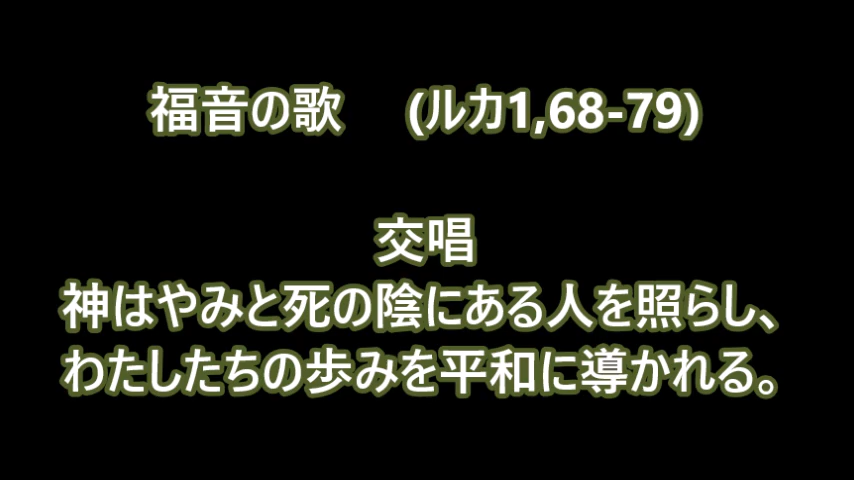 福音の歌　(ルカ1,68-79)
交唱
神はやみと死の陰にある人を照らし、
わたしたちの歩みを平和に導かれる。